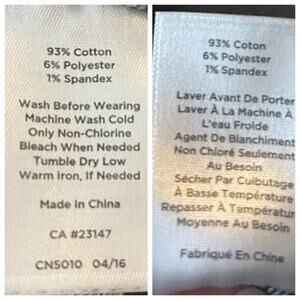 93% Cotton
6% Polyester
1% Spandex
Wash Before Wearing
Machine Wash Cold
Only Non-Chlorine
Bleach When Needed
Tumble Dry Low
Warm Iron, If Needed
Made in China
CA #23147
CN5010 04/16
93% Coton
6% Polyester
1% Spandex
Laver Avant De Porter
Laver À La Machine À
L'eau Froide
Agent De Blanchiment
Non Chloré Seulement
Au Besoin
Sécher Par Culbutage
À Basse Température
Repasser À Températur
Moyenne Au Besoin
Fabriqué En Chine